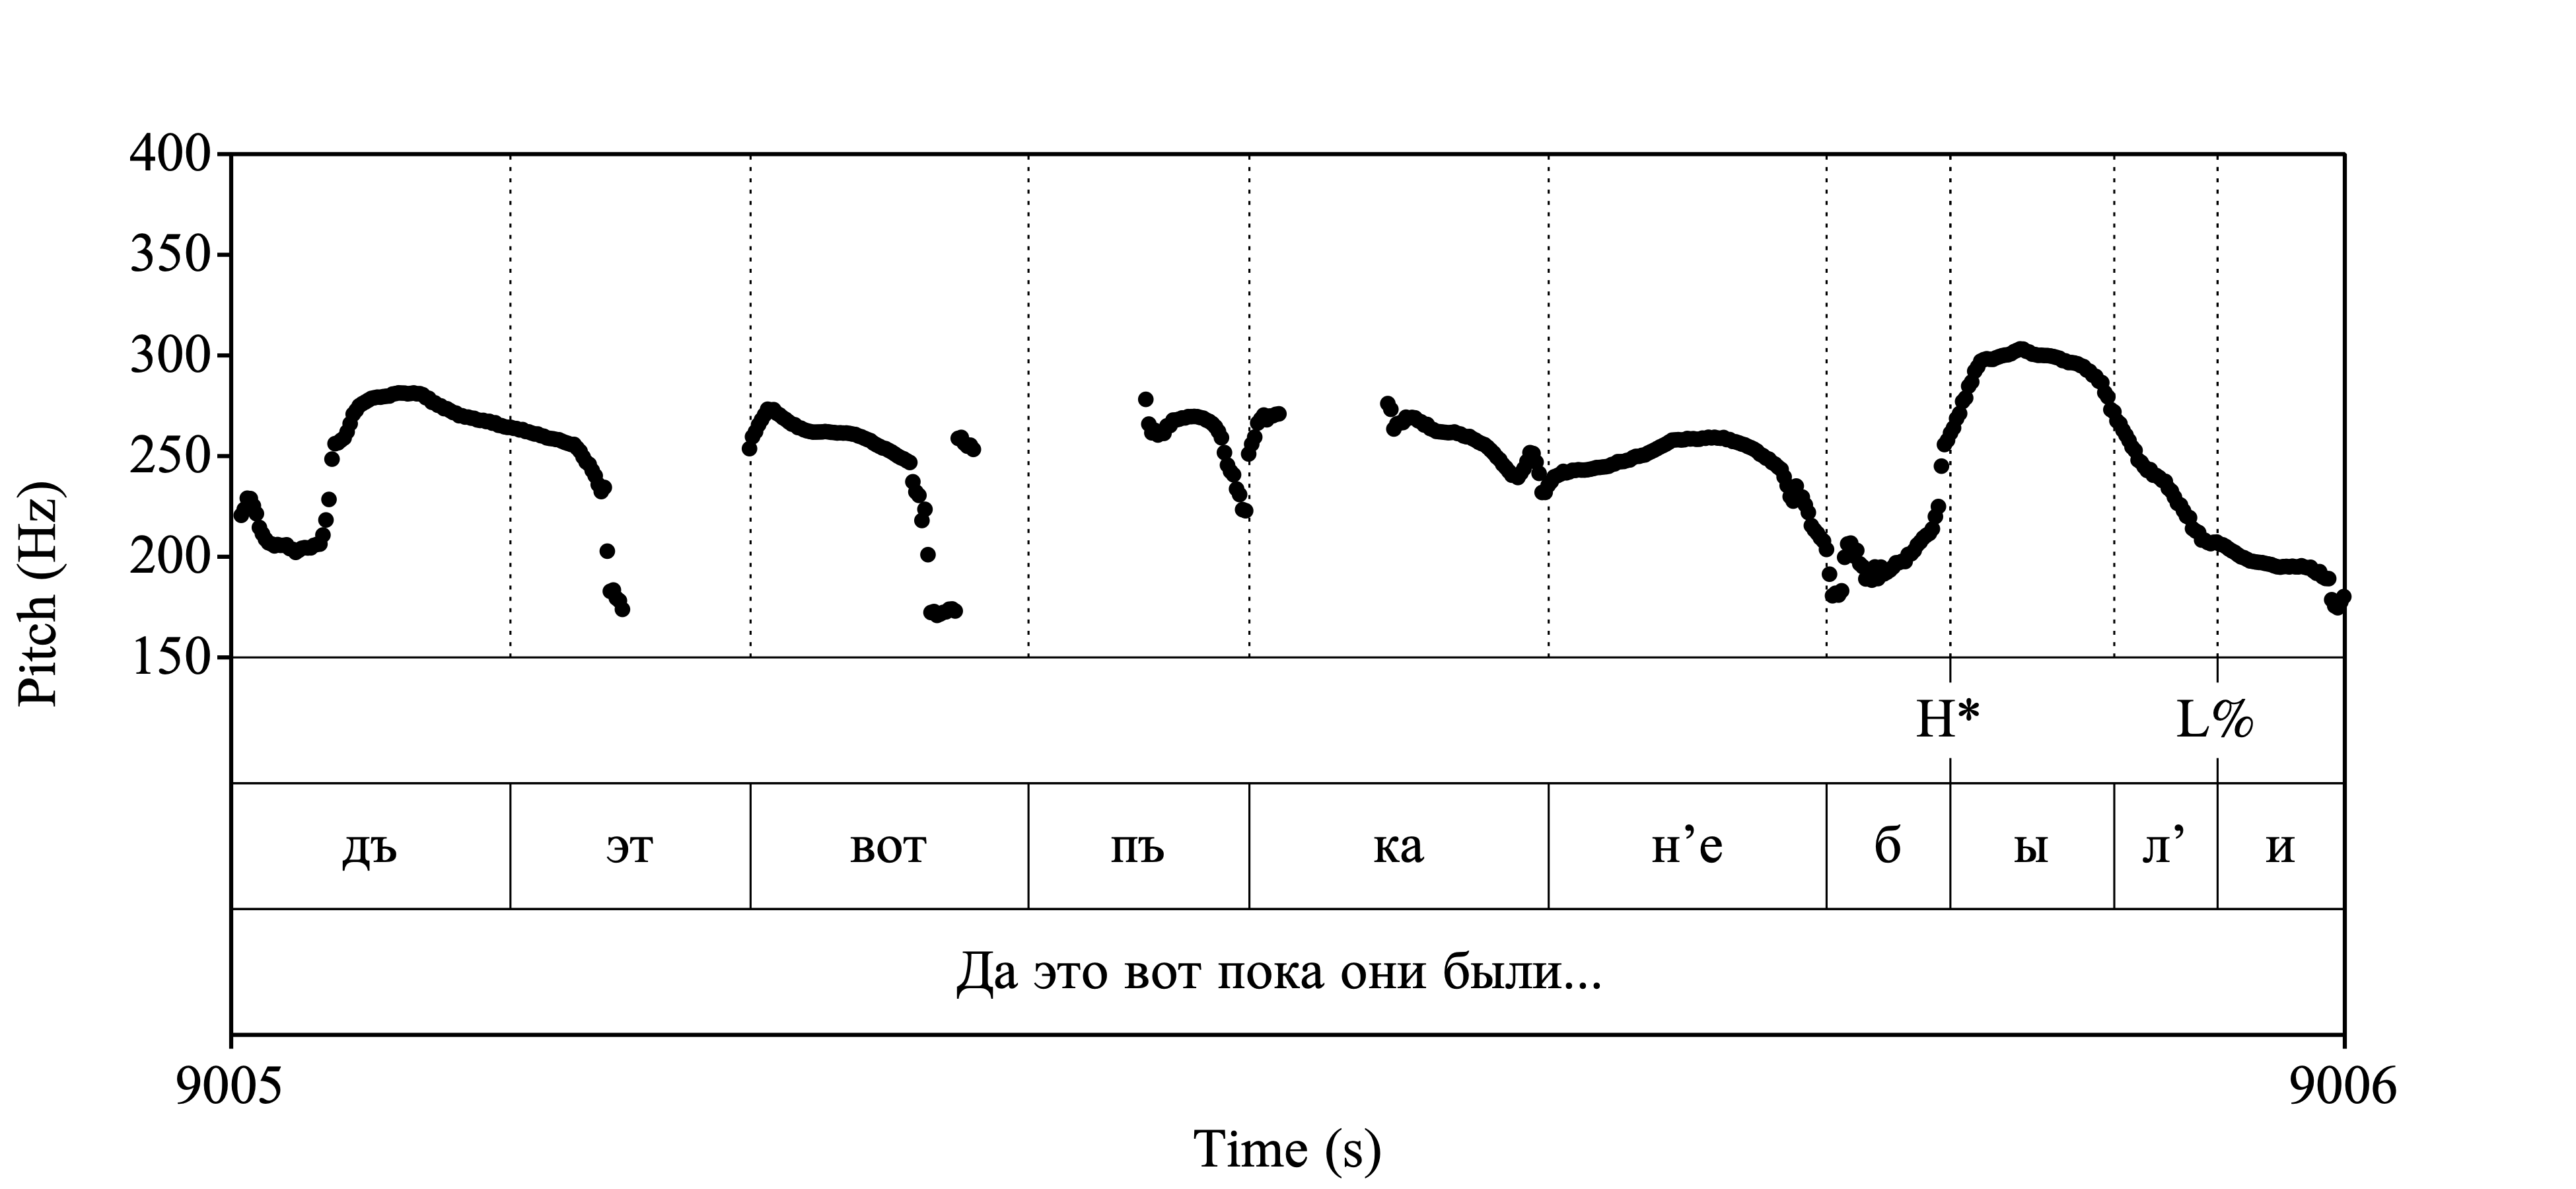 400
350
300
250
200
150
Pitch (Hz)
H* L%
дъ эт вот пъ ка н’е б ы л’ и
Да это вот пока они были...
9005 9006
Time (s)